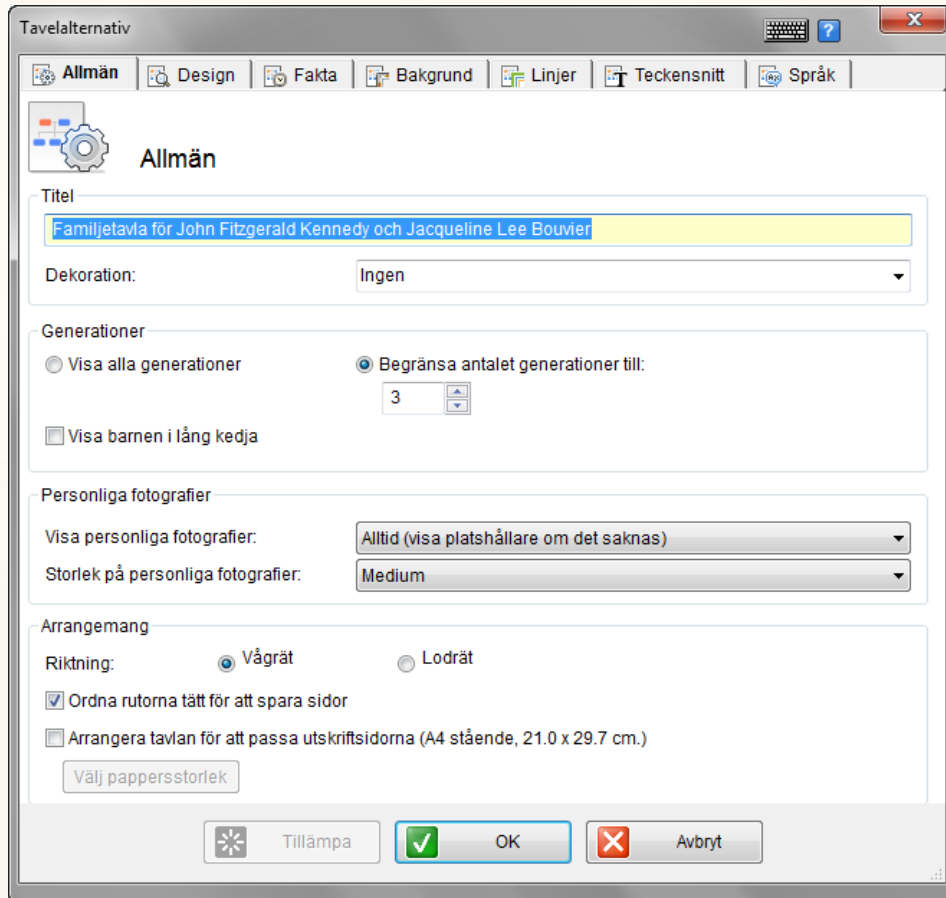 Tavelalternativ
?
Allmän Design Fakta Bakgrund Linjer Teckensnitt Språk
Allmän
Titel
Familjetavla för John Fitzgerald Kennedy och Jacqueline Lee Bouvier
Dekoration: Ingen
Generationer
Visa alla generationer Begränsa antalet generationer till:
3
Visa barnen i lång kedja
Personliga fotografier
Visa personliga fotografier: Alltid (visa platshållare om det saknas)
Storlek på personliga fotografier: Medium
Arrangemang
Riktning: Vågrät Lodrät
Ordna rutorna tätt för att spara sidor
Arrangera tavlan för att passa utskriftsidorna (A4 stående, 21.0 x 29.7 cm.)
Välj pappersstorlek
Tillämpa OK Avbryt